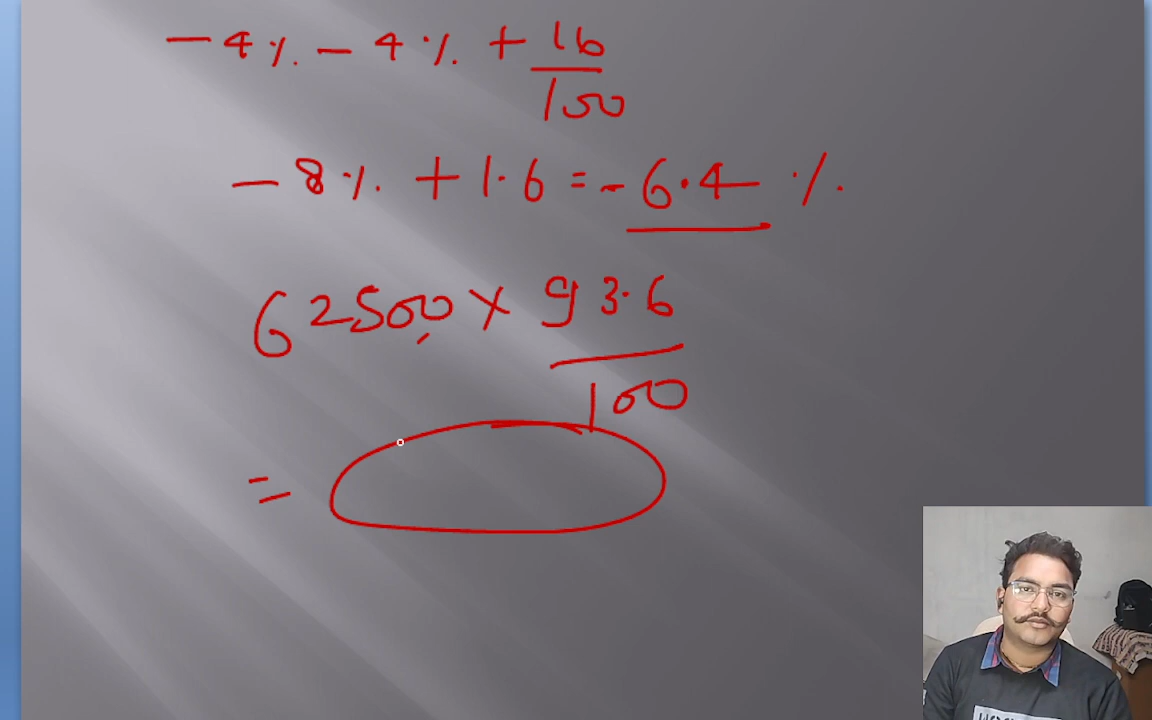 - 4% - 4% + 16/100
- 8% + 1.6 = - 6.4 %
62500 × 93.6/100
=